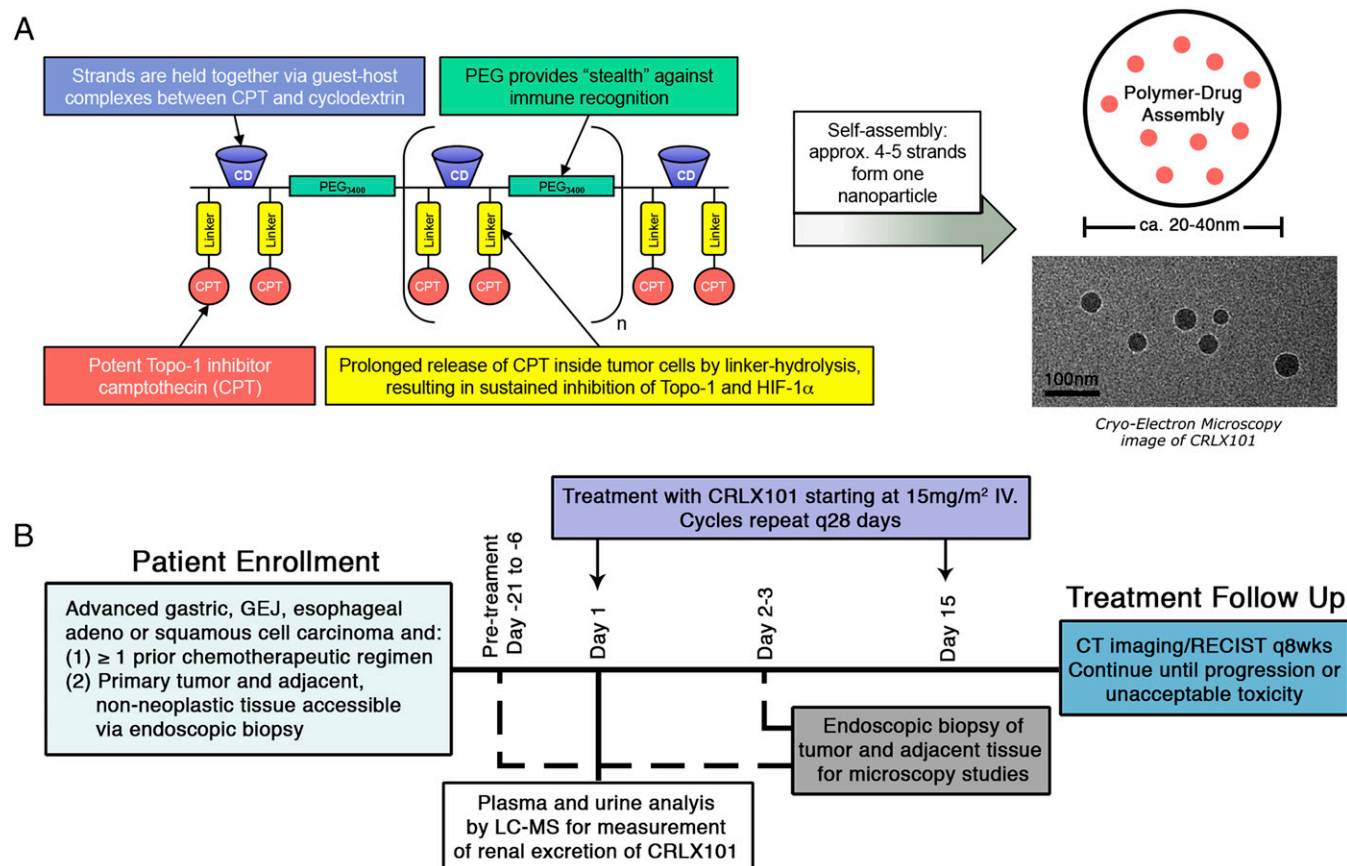 A
Strands are held together via guest-host
complexes between CPT and cyclodextrin
PEG provides “stealth” against
immune recognition
CD
PEG3400
CD
PEG3400
CD
Linker
Linker
Linker
Linker
Linker
Linker
CPT
CPT
CPT
CPT
CPT
CPT
n
Potent Topo-1 inhibitor
camptothecin (CPT)
Prolonged release of CPT inside tumor cells by linker-hydrolysis,
resulting in sustained inhibition of Topo-1 and HIF-1α
Self-assembly:
approx. 4-5 strands
form one
nanoparticle
Polymer-Drug
Assembly
ca. 20-40nm
100nm
Cryo-Electron Microscopy
image of CRLX101
B
Patient Enrollment
Advanced gastric, GEJ, esophageal
adeno or squamous cell carcinoma and:
(1) ≥ 1 prior chemotherapeutic regimen
(2) Primary tumor and adjacent,
non-neoplastic tissue accessible
via endoscopic biopsy
Treatment with CRLX101 starting at 15mg/m² IV.
Cycles repeat q28 days
Pre-treament
Day -21 to -6
Day 1
Day 2-3
Day 15
Treatment Follow Up
CT imaging/RECIST q8wks
Continue until progression or
unacceptable toxicity
Endoscopic biopsy of
tumor and adjacent tissue
for microscopy studies
Plasma and urine analyis
by LC-MS for measurement
of renal excretion of CRLX101